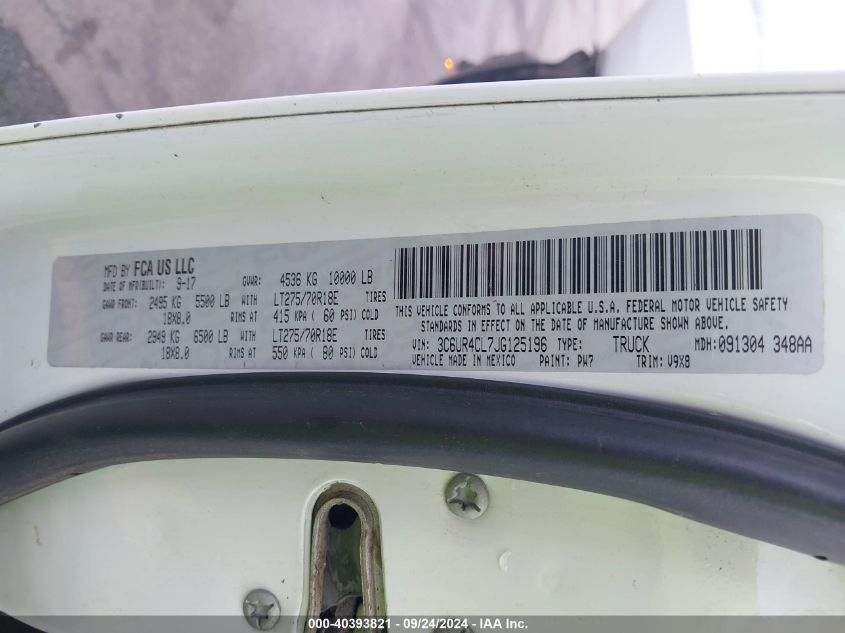 MFD BY FCA US LLC
DATE OF MFR(BUILT): 9-17
GVWR: 4536 KG 10000 LB
GAWR FRONT: 2495 KG 5500 LB WITH LT275/70R18E TIRES
18X8.0 RIMS AT 415 KPA ( 60 PSI) COLD
GAWR REAR: 2949 KG 6500 LB WITH LT275/70R18E TIRES
18X8.0 RIMS AT 550 KPA ( 80 PSI) COLD
THIS VEHICLE CONFORMS TO ALL APPLICABLE U.S.A. FEDERAL MOTOR VEHICLE SAFETY
STANDARDS IN EFFECT ON THE DATE OF MANUFACTURE SHOWN ABOVE.
VIN: 3C6UR4CL7JG125196 TYPE: TRUCK MDH:091304 348AA
VEHICLE MADE IN MEXICO PAINT: PW7 TRIM: V9X8
000-40393821 - 09/24/2024 - IAA Inc.